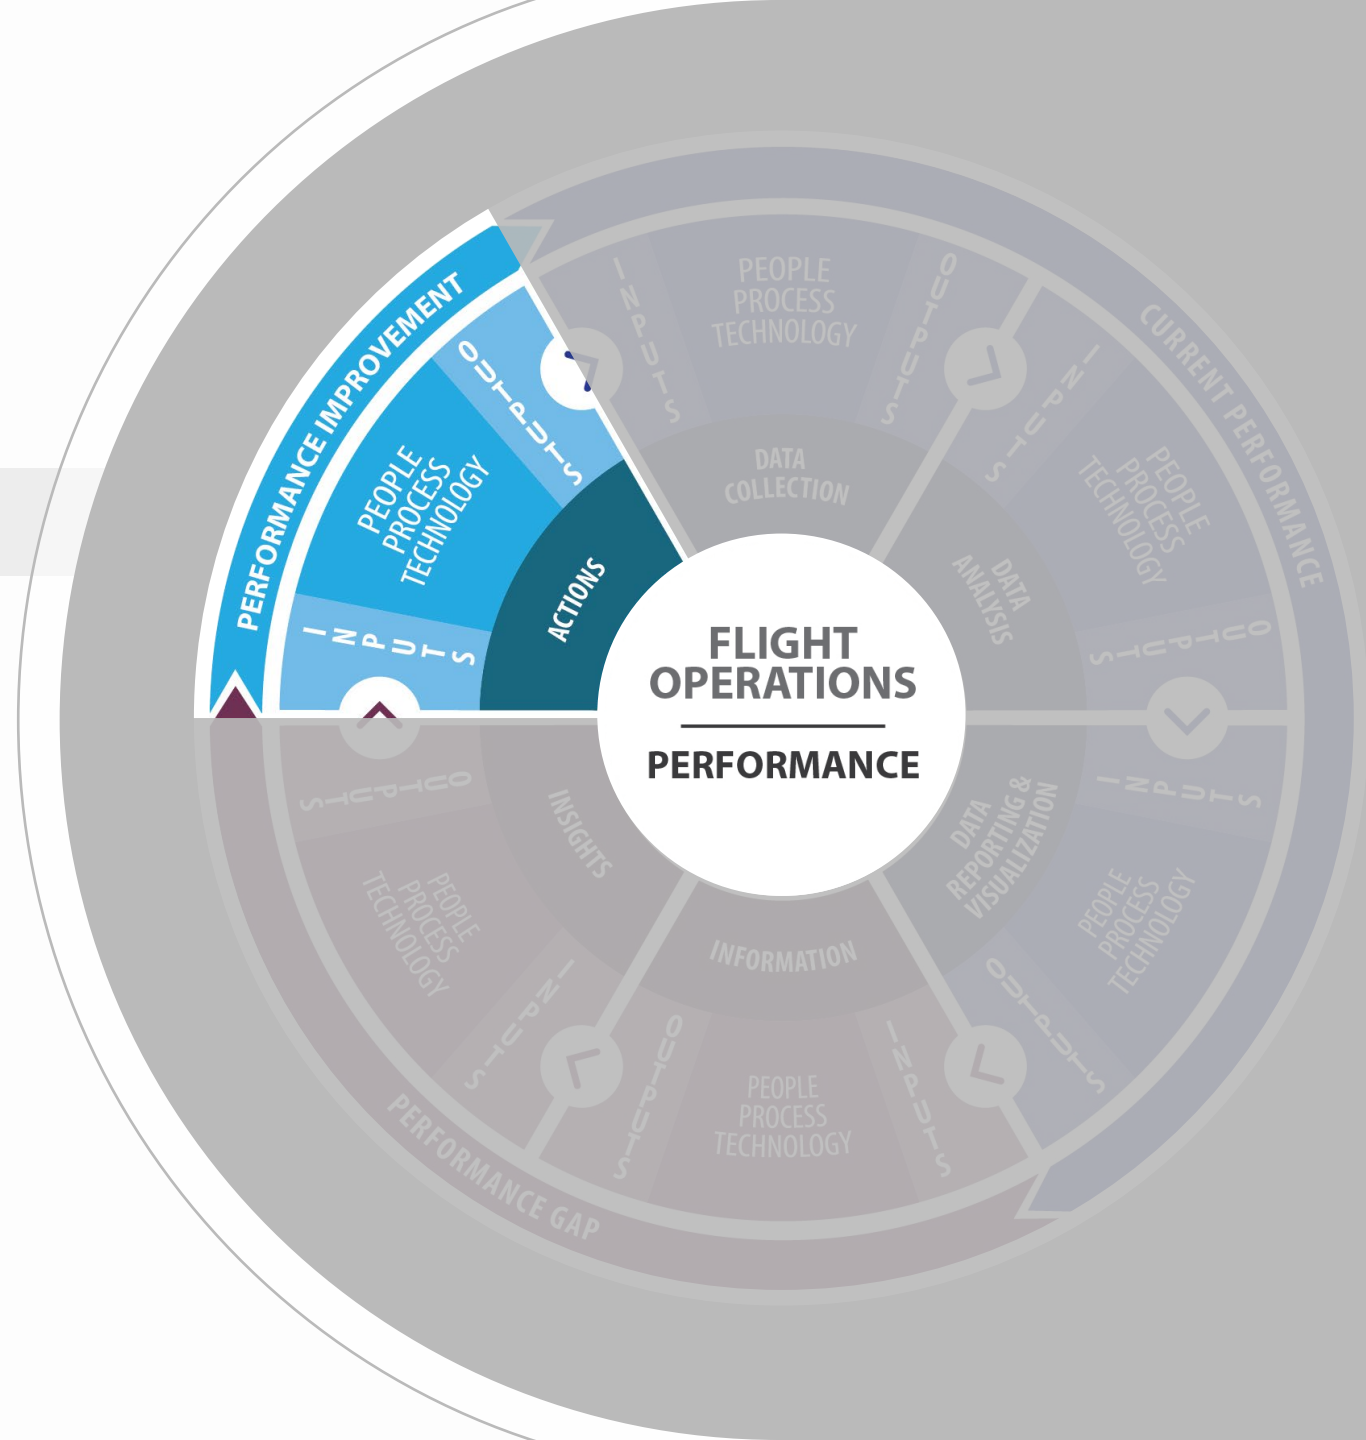 FLIGHT
OPERATIONS
PERFORMANCE
PERFORMANCE IMPROVEMENT
ACTIONS
INPUTS
PEOPLE
PROCESS
TECHNOLOGY
OUTPUTS
CURRENT PERFORMANCE
DATA
COLLECTION
INPUTS
PEOPLE
PROCESS
TECHNOLOGY
OUTPUTS
DATA
ANALYSIS
INPUTS
PEOPLE
PROCESS
TECHNOLOGY
OUTPUTS
DATA
REPORTING &
VISUALIZATION
INPUTS
PEOPLE
PROCESS
TECHNOLOGY
OUTPUTS
PERFORMANCE GAP
INFORMATION
INPUTS
PEOPLE
PROCESS
TECHNOLOGY
OUTPUTS
INSIGHTS
INPUTS
PEOPLE
PROCESS
TECHNOLOGY
OUTPUTS